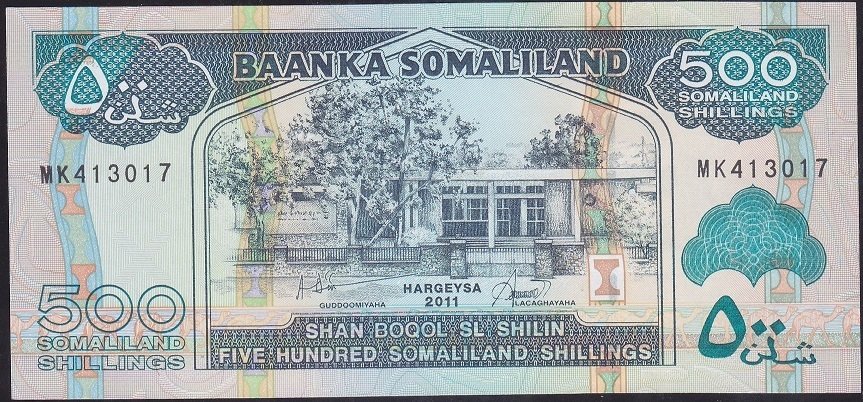 BAANKA SOMALILAND
٥٠٠
شلن
500
SOMALILAND
SHILLINGS
MK413017
MK413017
HARGEYSA
2011
GUDDOOMIYAHA
LACAGHAYAHA
500
SOMALILAND
SHILLINGS
SHAN BOQOL SL SHILIN
FIVE HUNDRED SOMALILAND SHILLINGS
٥٠٠
شلن